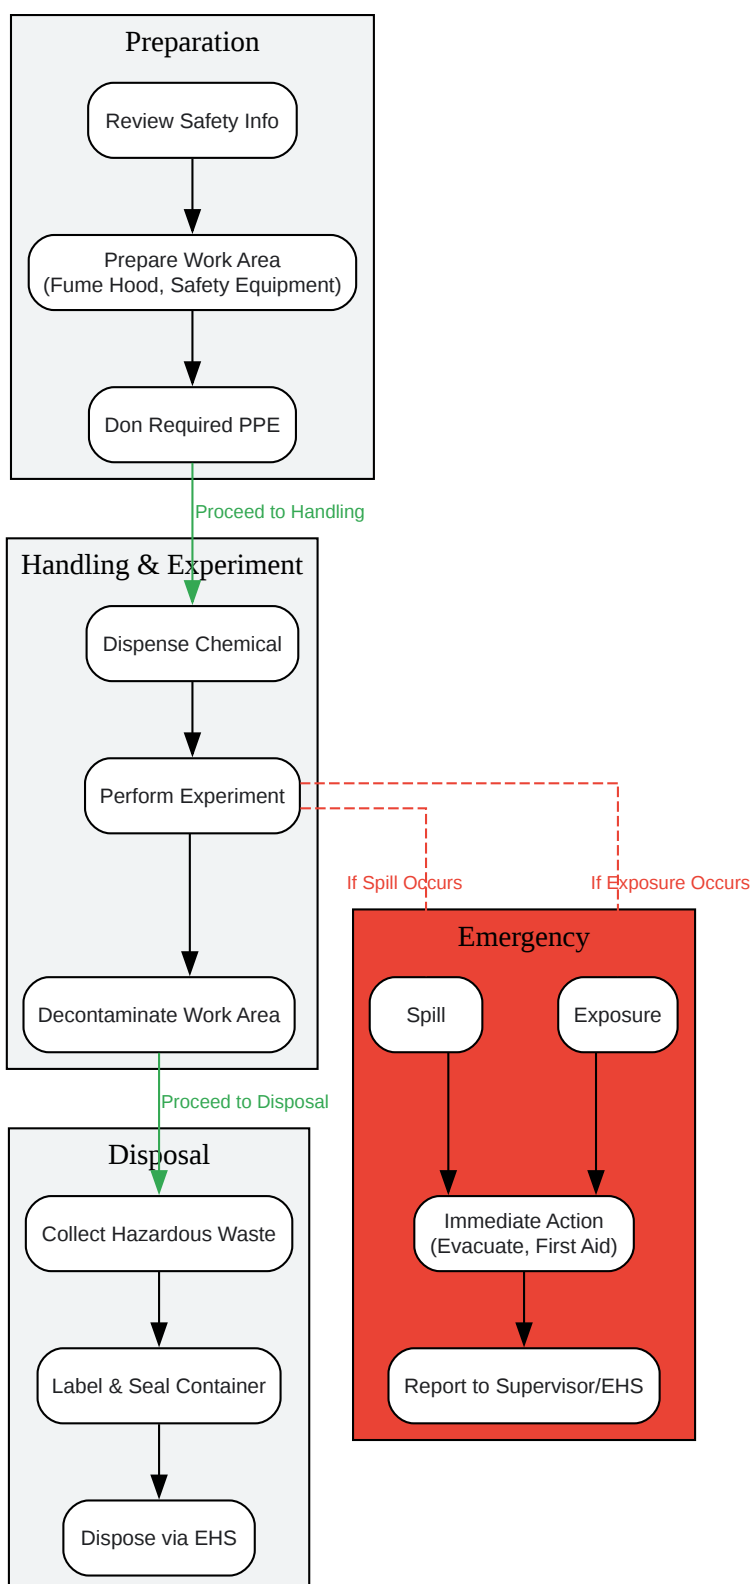 Preparation
Review Safety Info
Prepare Work Area
(Fume Hood, Safety Equipment)
Don Required PPE
Proceed to Handling
Handling & Experiment
Dispense Chemical
Perform Experiment
If Spill Occurs
If Exposure Occurs
Emergency
Spill
Exposure
Decontaminate Work Area
Proceed to Disposal
Disposal
Collect Hazardous Waste
Immediate Action
(Evacuate, First Aid)
Label & Seal Container
Report to Supervisor/EHS
Dispose via EHS